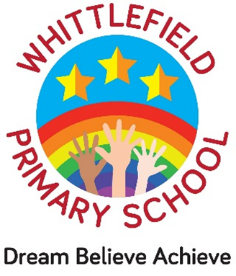 WHITTLEFIELD
PRIMARY SCHOOL
Dream Believe Achieve